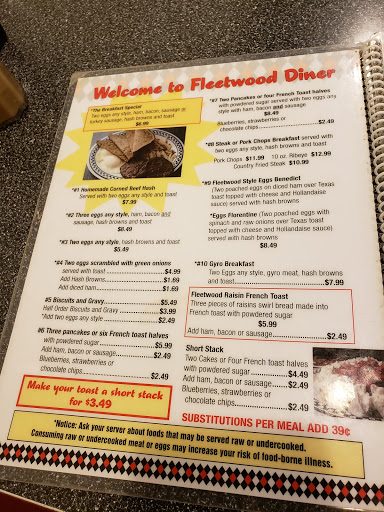 Welcome to Fleetwood Diner
*The Breakfast Special
Two eggs any style, ham, bacon, sausage or
turkey sausage, hash browns and toast
$6.99
*#1 Homemade Corned Beef Hash
Served with two eggs any style and toast
$7.99
*#2 Three eggs any style, ham, bacon and
sausage, hash browns and toast
$8.49
*#3 Two eggs any style, hash browns and toast
$5.49
*#4 Two eggs scrambled with green onions
served with toast $4.99
Add Hash Browns $1.69
Add diced ham $1.69
#5 Biscuits and Gravy $5.49
Half Order Biscuits and Gravy $3.99
*Add two eggs any style $2.49
#6 Three pancakes or six French Toast halves
with powdered sugar $5.99
Add ham, bacon or sausage $2.49
Blueberries, strawberries or
chocolate chips $2.49
Make your toast a short stack
for $3.49
*#7 Two Pancakes or four French Toast halves
with powdered sugar served with two eggs any
style with ham, bacon and sausage
$8.49
Blueberries, strawberries or
chocolate chips $2.49
*#8 Steak or Pork Chops Breakfast served with
two eggs any style, hash browns and toast
Pork Chops $11.99 10 oz. Ribeye $12.99
Country Fried Steak $10.99
*#9 Fleetwood Style Eggs Benedict
(Two poached eggs on diced ham over Texas
toast topped with cheese and Hollandaise
sauce) served with hash browns
*Eggs Florentine (Two poached eggs with
spinach and raw onions over Texas toast
topped with cheese and Hollandaise sauce)
served with hash browns
$8.49
*#10 Gyro Breakfast
Two Eggs any style, gyro meat, hash browns
and toast $7.99
Fleetwood Raisin French Toast
Three pieces of raisins swirl bread made into
French toast with powdered sugar
$5.99
Add ham, bacon or sausage $2.49
Short Stack
Two Cakes or Four French toast halves
with powdered sugar $4.49
Add ham, bacon or sausage $2.49
Blueberries, strawberries or
chocolate chips $2.49
SUBSTITUTIONS PER MEAL ADD 39¢
*Notice: Ask your server about foods that may be served raw or undercooked.
Consuming raw or undercooked meat or eggs may increase your risk of food-borne illness.